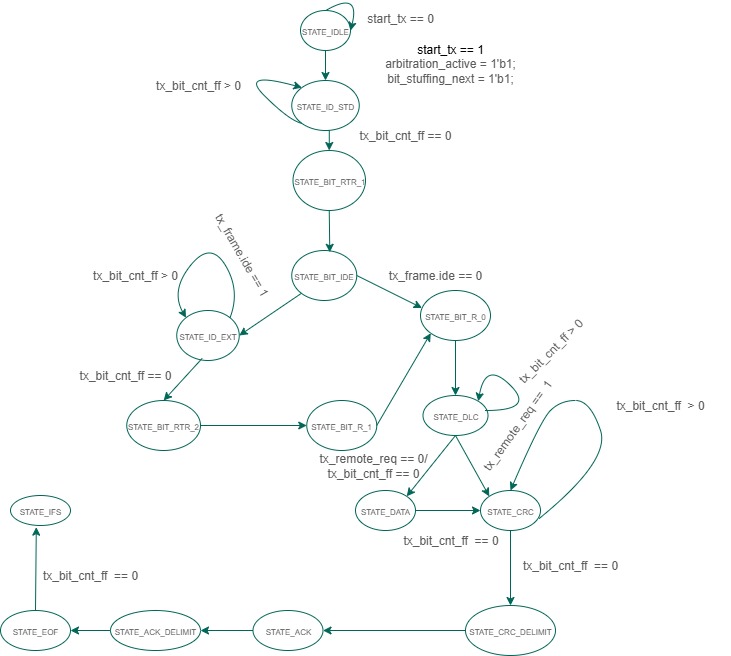 start_tx == 0
STATE_IDLE
start_tx == 1
arbitration_active = 1'b1;
bit_stuffing_next = 1'b1;
tx_bit_cnt_ff > 0
STATE_ID_STD
tx_bit_cnt_ff == 0
STATE_BIT_RTR_1
tx_frame.ide == 1
tx_bit_cnt_ff > 0
STATE_BIT_IDE
tx_frame.ide == 0
STATE_BIT_R_0
STATE_ID_EXT
tx_bit_cnt_ff > 0
tx_bit_cnt_ff == 0
STATE_DLC
tx_remote_req == 1
tx_bit_cnt_ff > 0
STATE_BIT_RTR_2
STATE_BIT_R_1
tx_remote_req == 0/
tx_bit_cnt_ff == 0
STATE_IFS
STATE_DATA
STATE_CRC
tx_bit_cnt_ff == 0
tx_bit_cnt_ff == 0
tx_bit_cnt_ff == 0
STATE_EOF
STATE_ACK_DELIMIT
STATE_ACK
STATE_CRC_DELIMIT